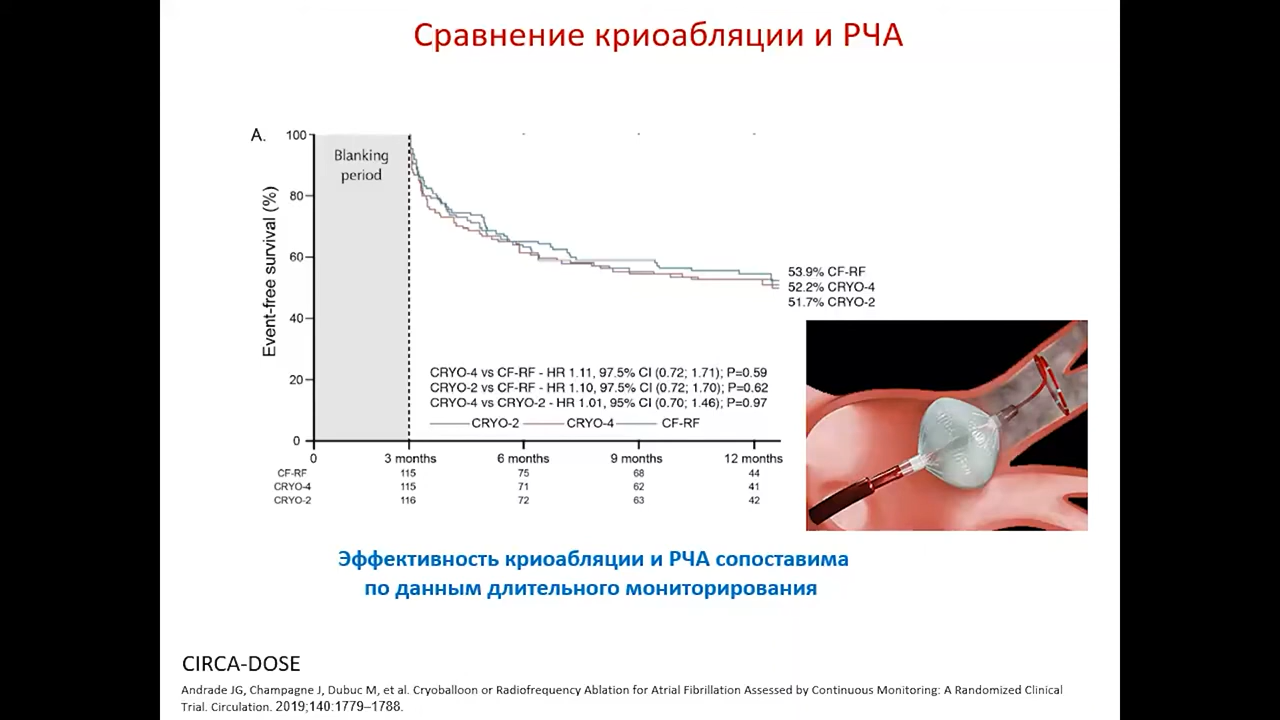 Сравнение криоабляции и РЧА
A.
100
80
60
40
20
0
Event-free survival (%)
Blanking
period
53.9% CF-RF
52.2% CRYO-4
51.7% CRYO-2
CRYO-4 vs CF-RF - HR 1.11, 97.5% CI (0.72; 1.71); P=0.59
CRYO-2 vs CF-RF - HR 1.10, 97.5% CI (0.72; 1.70); P=0.62
CRYO-4 vs CRYO-2 - HR 1.01, 95% CI (0.70; 1.46); P=0.97
CRYO-2 CRYO-4 CF-RF
0 3 months 6 months 9 months 12 months
CF-RF 115 75 68 44
CRYO-4 115 71 62 41
CRYO-2 116 72 63 42
Эффективность криоабляции и РЧА сопоставима
по данным длительного мониторирования
CIRCA-DOSE
Andrade JG, Champagne J, Dubuc M, et al. Cryoballoon or Radiofrequency Ablation for Atrial Fibrillation Assessed by Continuous Monitoring: A Randomized Clinical
Trial. Circulation. 2019;140:1779–1788.